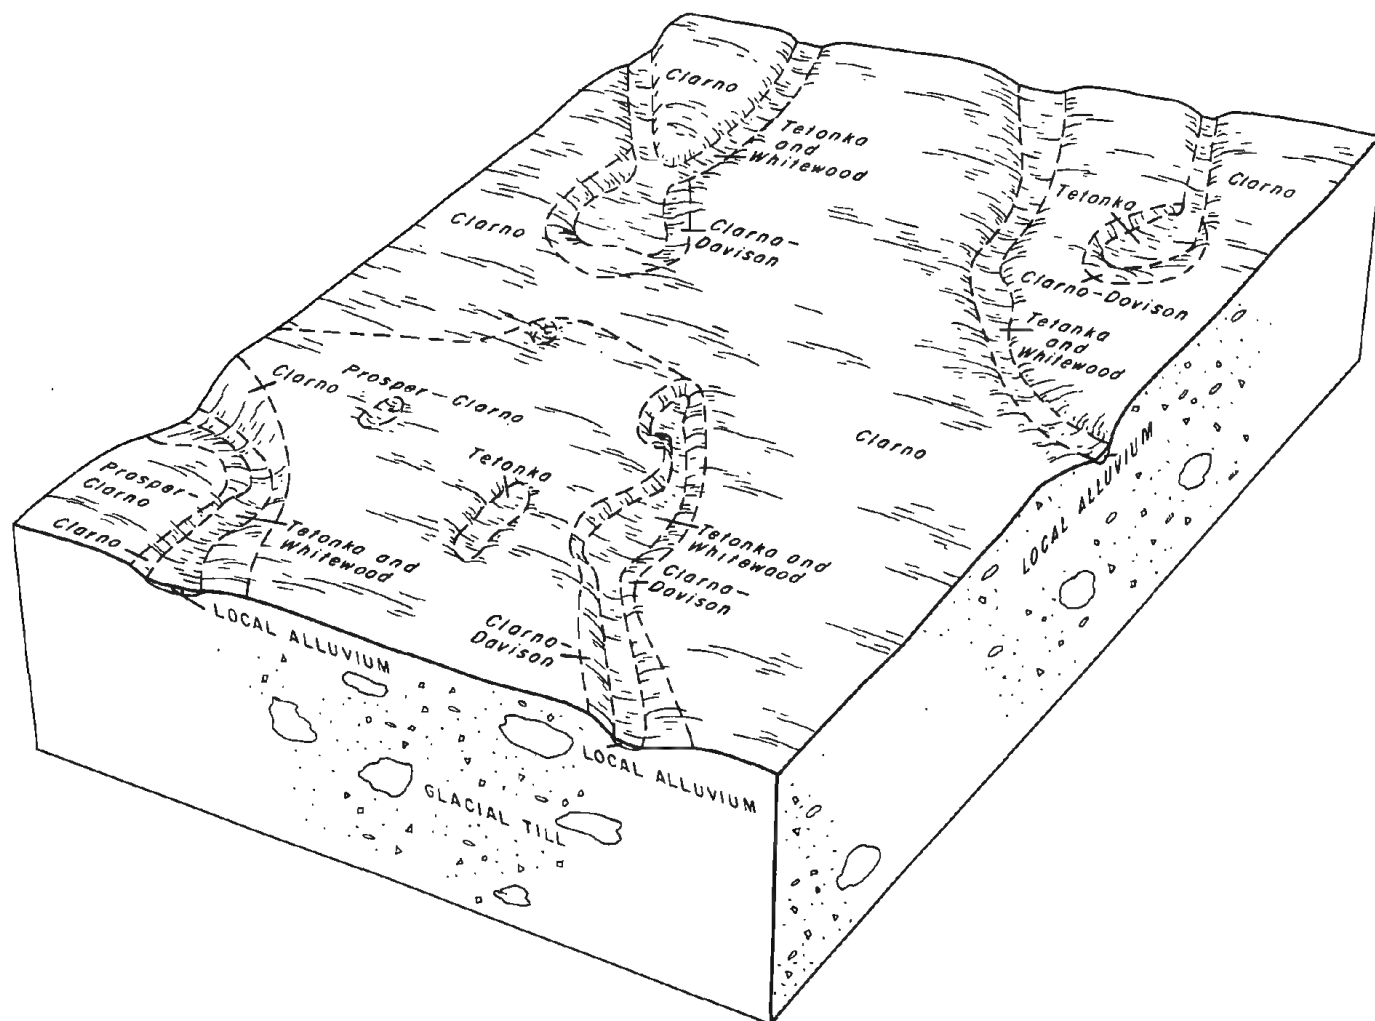 Clarno
Tetonka
and
Whitewood
Clarno
Tetonka
Clarno
Clarno-
Davison
Clarno-Davison
Tetonka
and
Whitewood
Clarno
Prosper-Clarno
Clarno
Tetonka
Prosper-
Clarno
Clarno
Tetonka and
Whitewood
Tetonka and
Whitewood
Clarno-
Davison
Clarno-
Davison
LOCAL ALLUVIUM
LOCAL ALLUVIUM
LOCAL ALLUVIUM
GLACIAL TILL